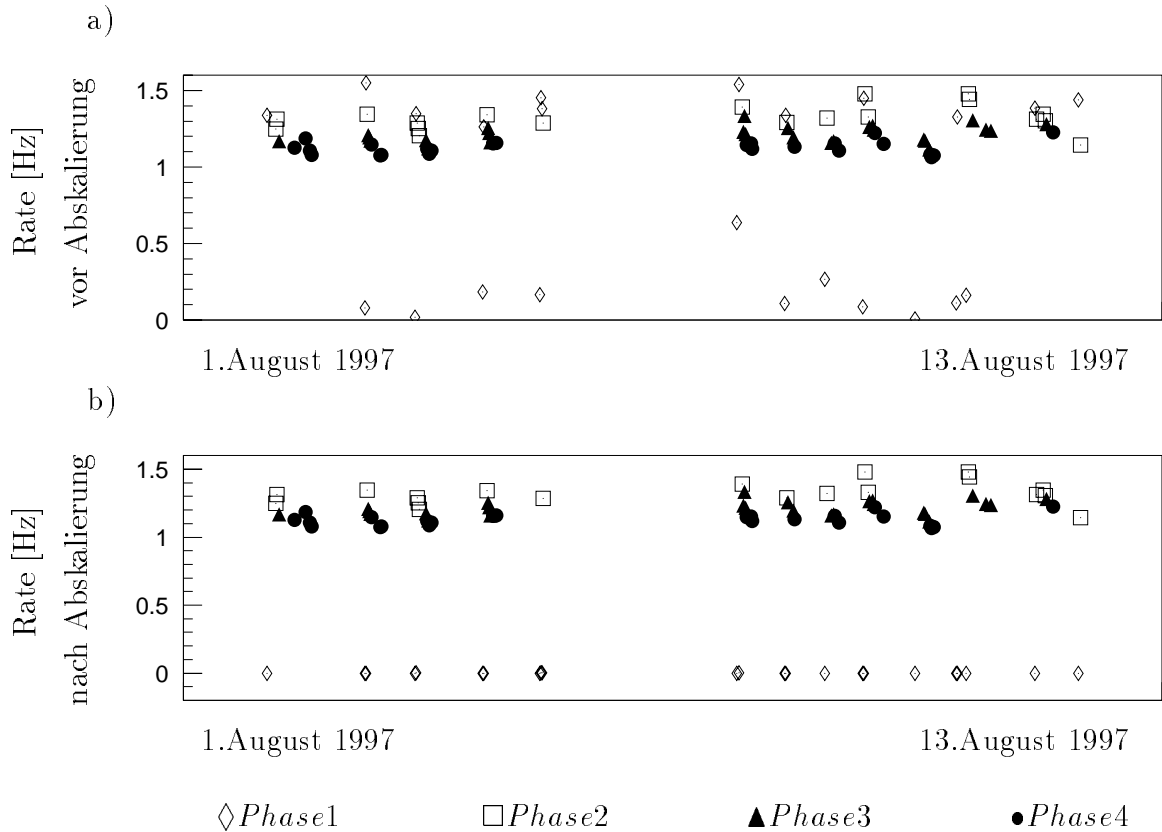 a)
Rate [Hz]
vor Abskalierung
1.5
1
0.5
0
1.August 1997 13.August 1997
b)
Rate [Hz]
nach Abskalierung
1.5
1
0.5
0
1.August 1997 13.August 1997
Phase1 Phase2 Phase3 Phase4